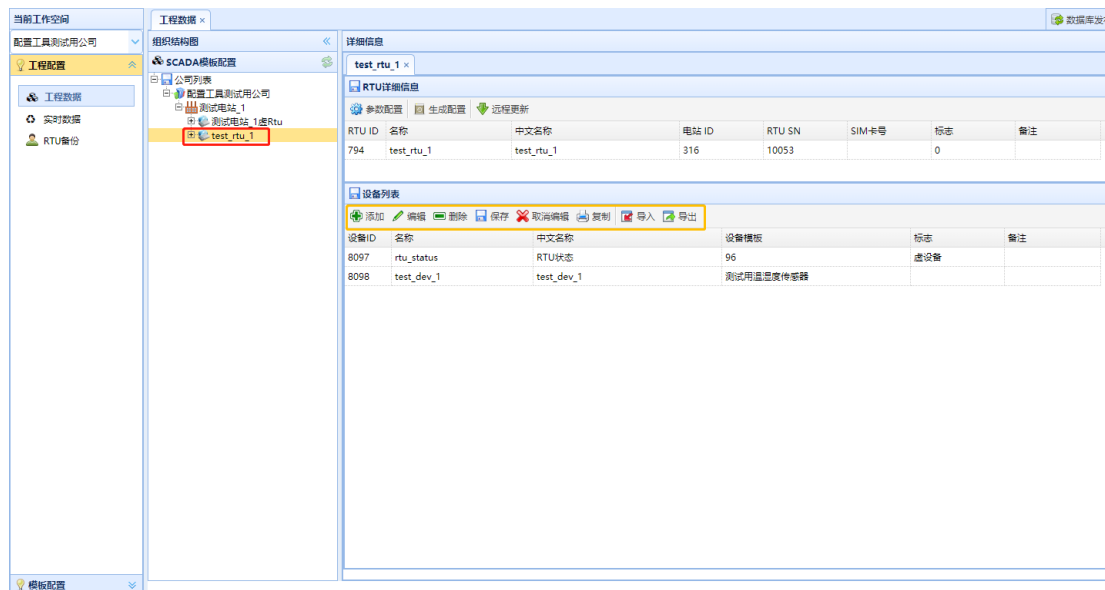 当前工作空间
工程数据 ×
数据库发布
配置工具测试用公司
组织结构图
详细信息
工程配置
SCADA模板配置
test_rtu_1 ×
公司列表
RTU详细信息
工程数据
配置工具测试用公司
参数配置 生成配置 远程更新
测试电站_1
实时数据
测试电站_1虚Rtu
RTU ID 名称 中文名称 电站 ID RTU SN SIM卡号 标志 备注
RTU备份
test_rtu_1
794 test_rtu_1 test_rtu_1 316 10053 0
设备列表
添加 编辑 删除 保存 取消编辑 复制 导入 导出
设备ID 名称 中文名称 设备模板 标志 备注
8097 rtu_status RTU状态 96 虚设备
8098 test_dev_1 test_dev_1 测试用温湿度传感器
模板配置